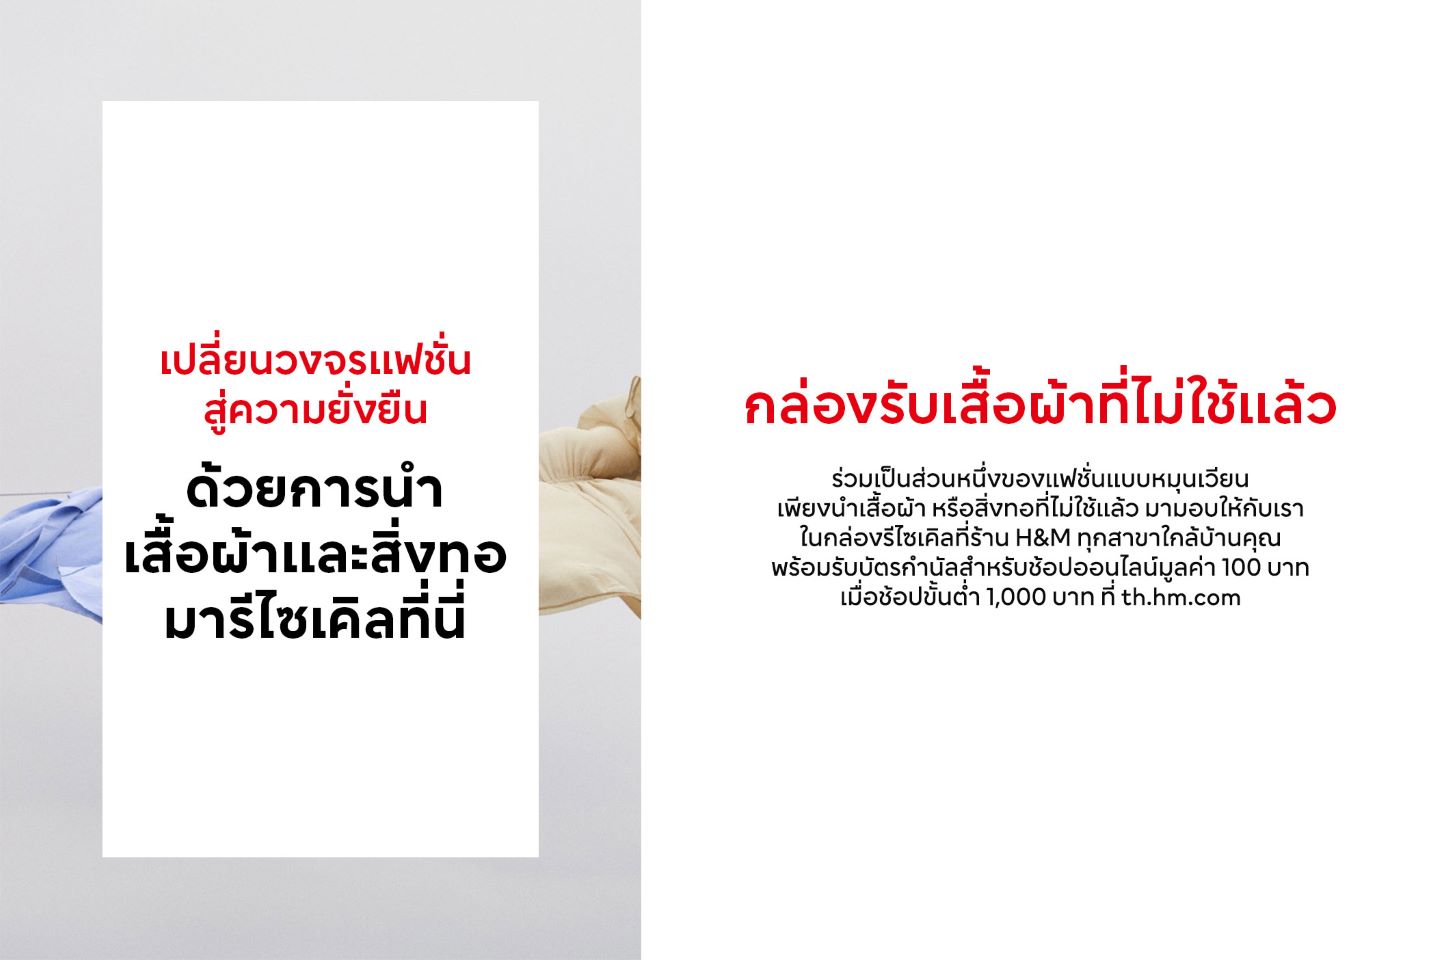 เปลี่ยนวงจรแฟชั่น
สู่ความยั่งยืน
ด้วยการนำ
เสื้อผ้าและสิ่งทอ
มารีไซเคิลที่นี่
กล่องรับเสื้อผ้าที่ไม่ใช้แล้ว
ร่วมเป็นส่วนหนึ่งของแฟชั่นแบบหมุนเวียน
เพียงนำเสื้อผ้า หรือสิ่งทอที่ไม่ใช้แล้ว มามอบให้กับเรา
ในกล่องรีไซเคิลที่ร้าน H&M ทุกสาขาใกล้บ้านคุณ
พร้อมรับบัตรกำนัลสำหรับช้อปออนไลน์มูลค่า 100 บาท
เมื่อช้อปขั้นต่ำ 1,000 บาท ที่ th.hm.com